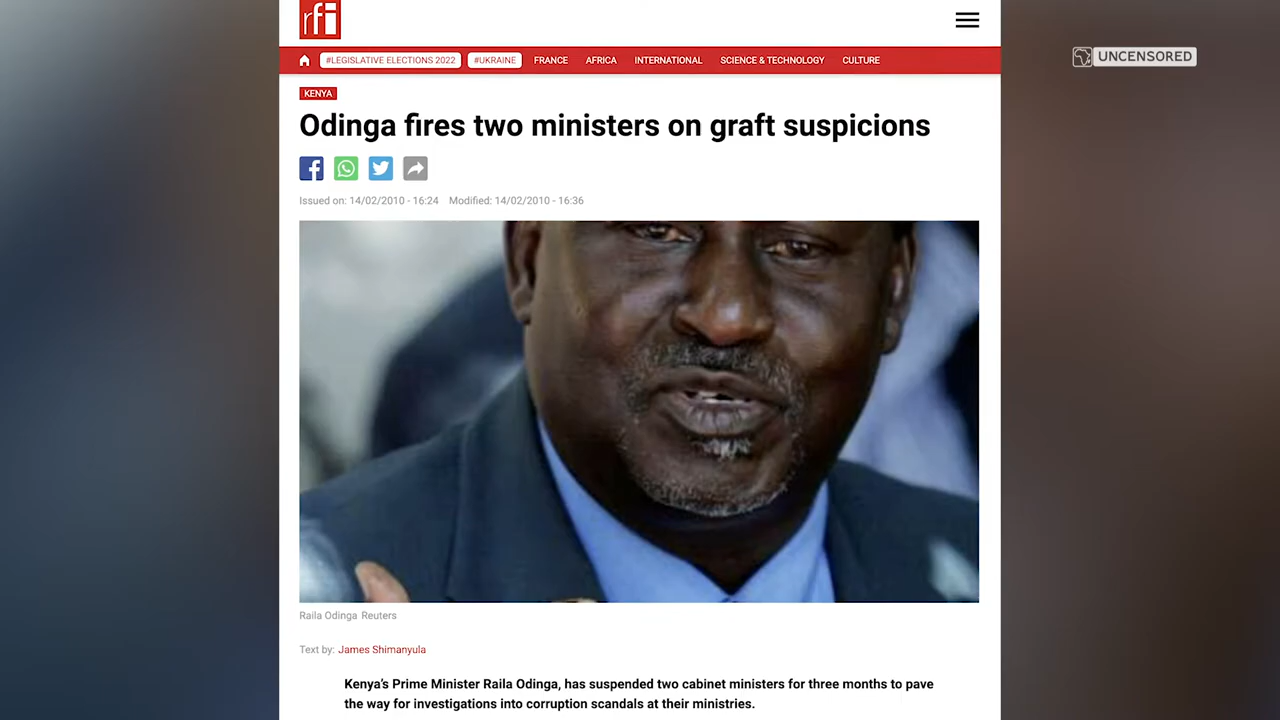 rfi
UNCENSORED
#LEGISLATIVE ELECTIONS 2022 #UKRAINE FRANCE AFRICA INTERNATIONAL SCIENCE & TECHNOLOGY CULTURE
KENYA
Odinga fires two ministers on graft suspicions
Issued on: 14/02/2010 - 16:24 Modified: 14/02/2010 - 16:36
Raila Odinga Reuters
Text by: James Shimanyula
Kenya’s Prime Minister Raila Odinga, has suspended two cabinet ministers for three months to pave
the way for investigations into corruption scandals at their ministries.